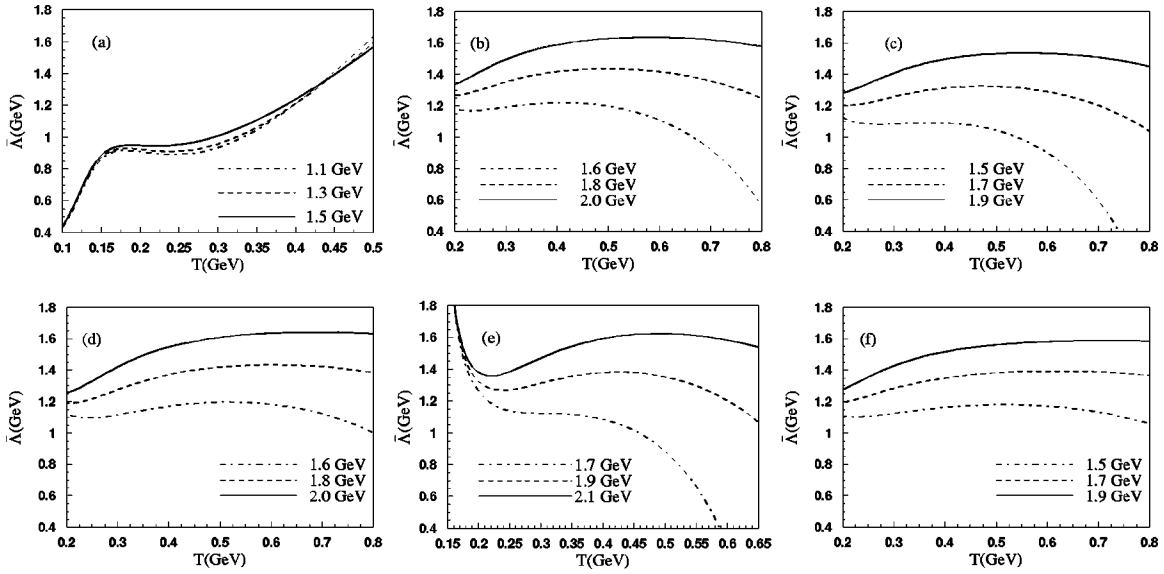 (a)
Λ̄(GeV)
1.8
1.6
1.4
1.2
1
0.8
0.6
0.4
1.1 GeV
1.3 GeV
1.5 GeV
0.1 0.15 0.2 0.25 0.3 0.35 0.4 0.45 0.5
T(GeV)
(b)
Λ̄(GeV)
1.8
1.6
1.4
1.2
1
0.8
0.6
0.4
1.6 GeV
1.8 GeV
2.0 GeV
0.2 0.3 0.4 0.5 0.6 0.7 0.8
T(GeV)
(c)
Λ̄(GeV)
1.8
1.6
1.4
1.2
1
0.8
0.6
0.4
1.5 GeV
1.7 GeV
1.9 GeV
0.2 0.3 0.4 0.5 0.6 0.7 0.8
T(GeV)
(d)
Λ̄(GeV)
1.8
1.6
1.4
1.2
1
0.8
0.6
0.4
1.6 GeV
1.8 GeV
2.0 GeV
0.2 0.3 0.4 0.5 0.6 0.7 0.8
T(GeV)
(e)
Λ̄(GeV)
1.8
1.6
1.4
1.2
1
0.8
0.6
0.4
1.7 GeV
1.9 GeV
2.1 GeV
0.15 0.2 0.25 0.3 0.35 0.4 0.45 0.5 0.55 0.6 0.65
T(GeV)
(f)
Λ̄(GeV)
1.8
1.6
1.4
1.2
1
0.8
0.6
0.4
1.5 GeV
1.7 GeV
1.9 GeV
0.2 0.3 0.4 0.5 0.6 0.7 0.8
T(GeV)